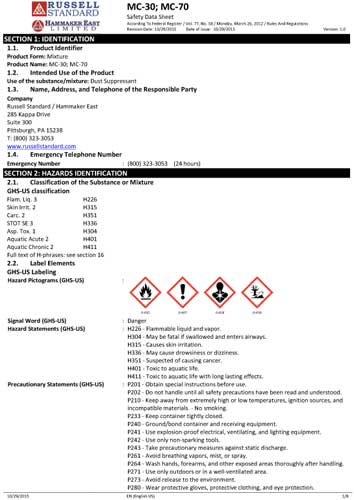 RUSSELL
STANDARD
HAMMAKER EAST
LIMITED
MC-30; MC-70
Safety Data Sheet
According To Federal Register / Vol. 77, No. 58 / Monday, March 26, 2012 / Rules And Regulations
Revision Date: 10/29/2015 Date of issue: 10/29/2015 Version: 1.0
SECTION 1: IDENTIFICATION
1.1. Product Identifier
Product Form: Mixture
Product Name: MC-30; MC-70
1.2. Intended Use of the Product
Use of the substance/mixture: Dust Suppressant
1.3. Name, Address, and Telephone of the Responsible Party
Company
Russell Standard / Hammaker East
285 Kappa Drive
Suite 300
Pittsburgh, PA 15238
T: (800) 323-3053
www.russellstandard.com
1.4. Emergency Telephone Number
Emergency Number : (800) 323-3053 (24 hours)
SECTION 2: HAZARDS IDENTIFICATION
2.1. Classification of the Substance or Mixture
GHS-US classification
Flam. Liq. 3 H226
Skin Irrit. 2 H315
Carc. 2 H351
STOT SE 3 H336
Asp. Tox. 1 H304
Aquatic Acute 2 H401
Aquatic Chronic 2 H411
Full text of H-phrases: see section 16
2.2. Label Elements
GHS-US Labeling
Hazard Pictograms (GHS-US) :
Signal Word (GHS-US) : Danger
Hazard Statements (GHS-US) : H226 - Flammable liquid and vapor.
H304 - May be fatal if swallowed and enters airways.
H315 - Causes skin irritation.
H336 - May cause drowsiness or dizziness.
H351 - Suspected of causing cancer.
H401 - Toxic to aquatic life.
H411 - Toxic to aquatic life with long lasting effects.
Precautionary Statements (GHS-US) : P201 - Obtain special instructions before use.
P202 - Do not handle until all safety precautions have been read and understood.
P210 - Keep away from extremely high or low temperatures, ignition sources, and
incompatible materials. - No smoking.
P233 - Keep container tightly closed.
P240 - Ground/bond container and receiving equipment.
P241 - Use explosion-proof electrical, ventilating, and lighting equipment.
P242 - Use only non-sparking tools.
P243 - Take precautionary measures against static discharge.
P261 - Avoid breathing vapors, mist, or spray.
P264 - Wash hands, forearms, and other exposed areas thoroughly after handling.
P271 - Use only outdoors or in a well-ventilated area.
P273 - Avoid release to the environment.
P280 - Wear protective gloves, protective clothing, and eye protection.
10/29/2015 EN (English US) 1/8